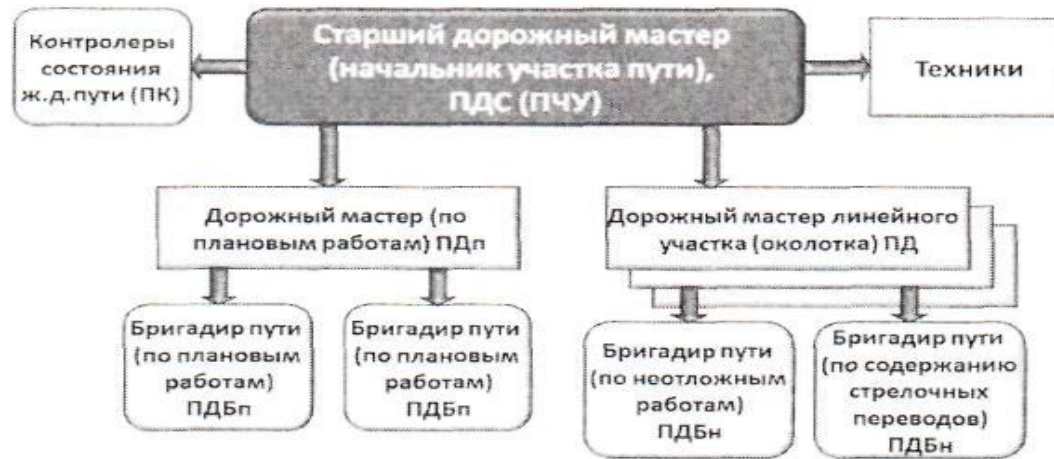 Контролеры
состояния
ж.д.пути (ПК)
Старший дорожный мастер
(начальник участка пути),
ПДС (ПЧУ)
Техники
Дорожный мастер (по
плановым работам) ПДп
Дорожный мастер линейного
участка (околотка) ПД
Бригадир пути
(по плановым
работам)
ПДБп
Бригадир пути
(по плановым
работам)
ПДБп
Бригадир пути
(по неотложным
работам)
ПДБн
Бригадир пути
(по содержанию
стрелочных
переводов)
ПДБн